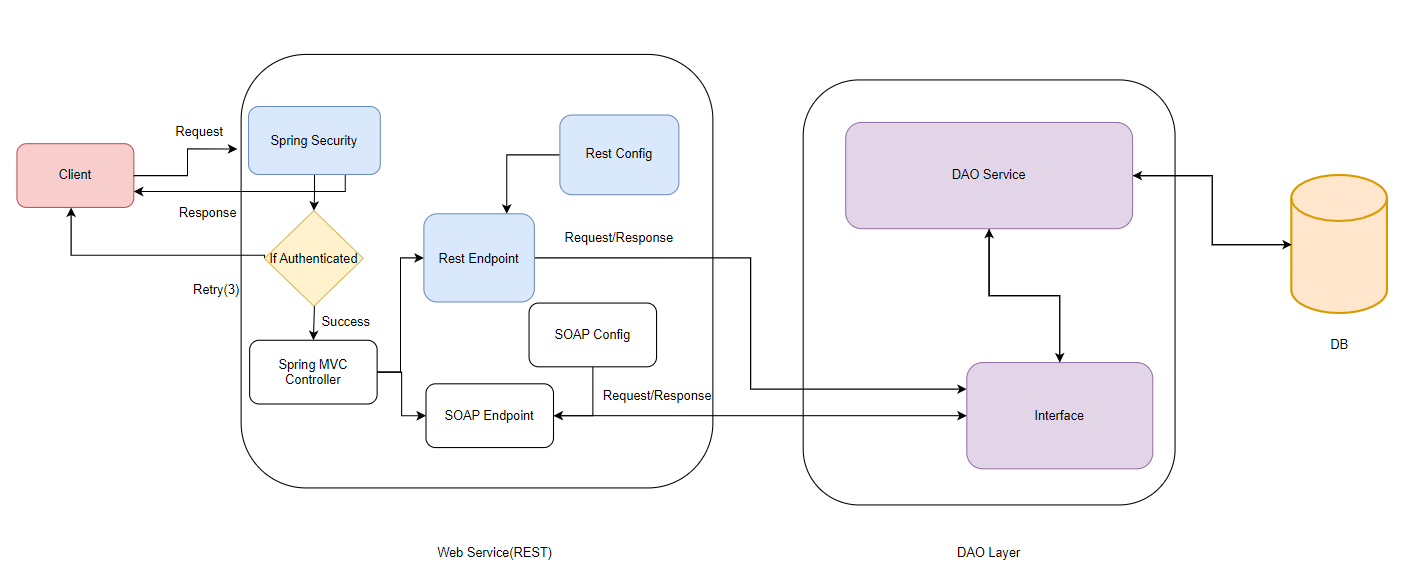 Request
Spring Security
Client
Response
Rest Config
Request/Response
If Authenticated
Rest Endpoint
Retry(3)
Success
SOAP Config
Spring MVC
Controller
Request/Response
SOAP Endpoint
Web Service(REST)
DAO Service
Interface
DAO Layer
DB